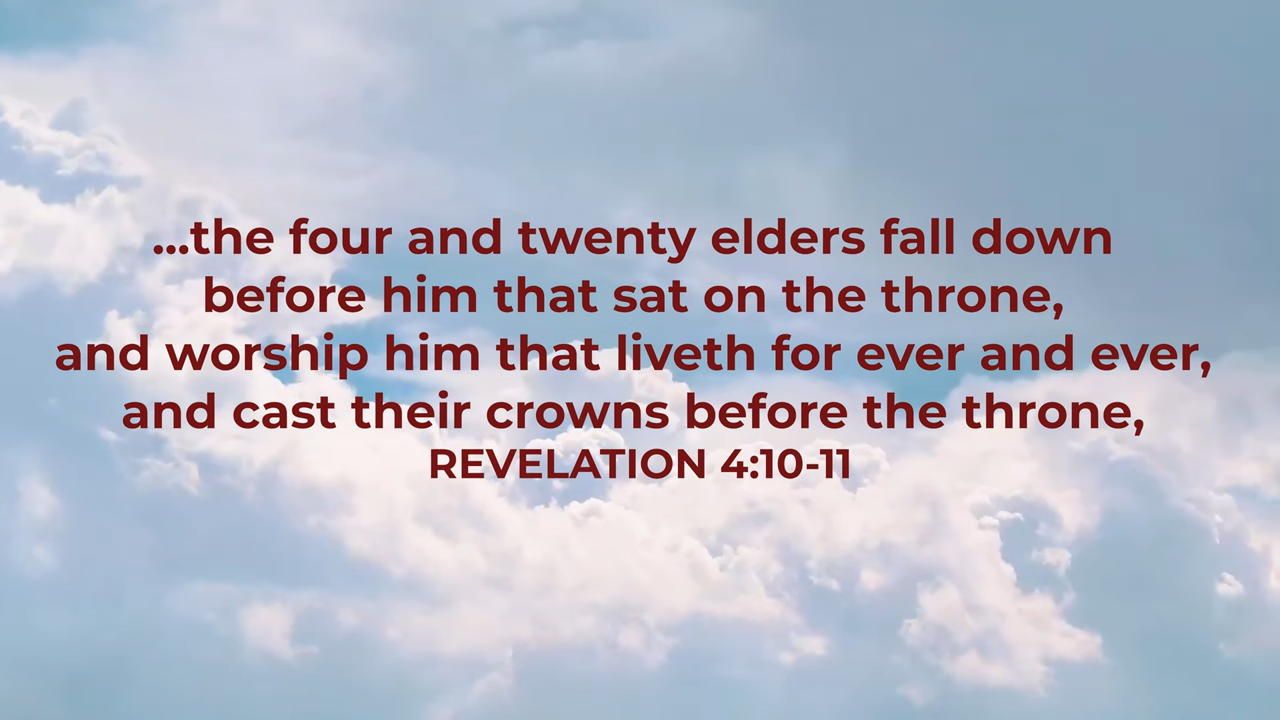 ...the four and twenty elders fall down
before him that sat on the throne,
and worship him that liveth for ever and ever,
and cast their crowns before the throne,
REVELATION 4:10-11